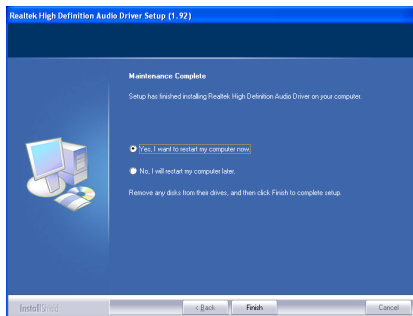 Realtek High Definition Audio Driver Setup (1.92)
Maintenance Complete
Setup has finished installing Realtek High Definition Audio Driver on your computer.
Yes, I want to restart my computer now.
No, I will restart my computer later.
Remove any disks from their drives, and then click Finish to complete setup.
InstallShield
< Back Finish Cancel